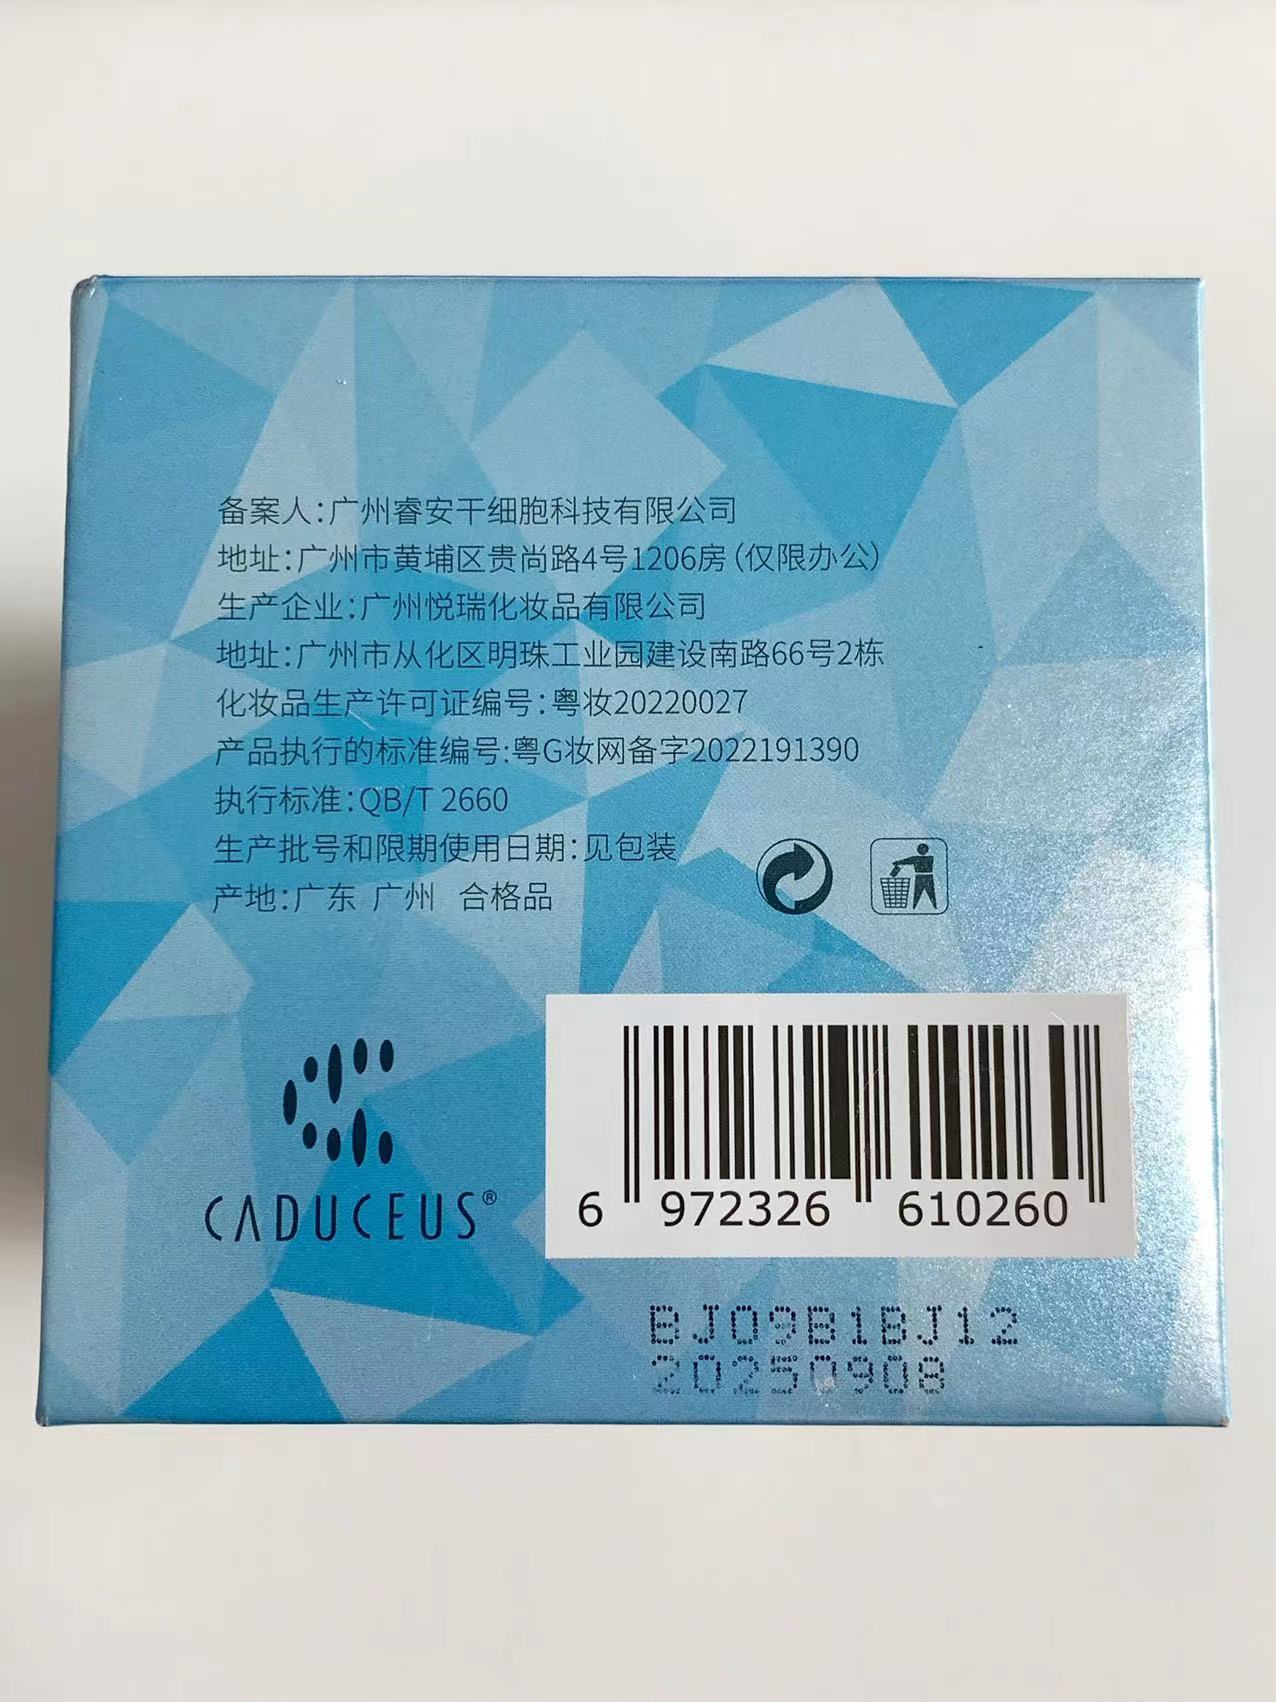 备案人：广州睿安干细胞科技有限公司
地址：广州市黄埔区贵尚路4号1206房（仅限办公）
生产企业：广州悦瑞化妆品有限公司
地址：广州市从化区明珠工业园建设南路66号2栋
化妆品生产许可证编号：粤妆20220027
产品执行的标准编号:粤G妆网备字2022191390
执行标准：QB/T 2660
生产批号和限期使用日期：见包装
产地：广东 广州 合格品
CADUCEUS®
6 972326 610260
BJ09B1BJ12
20250908